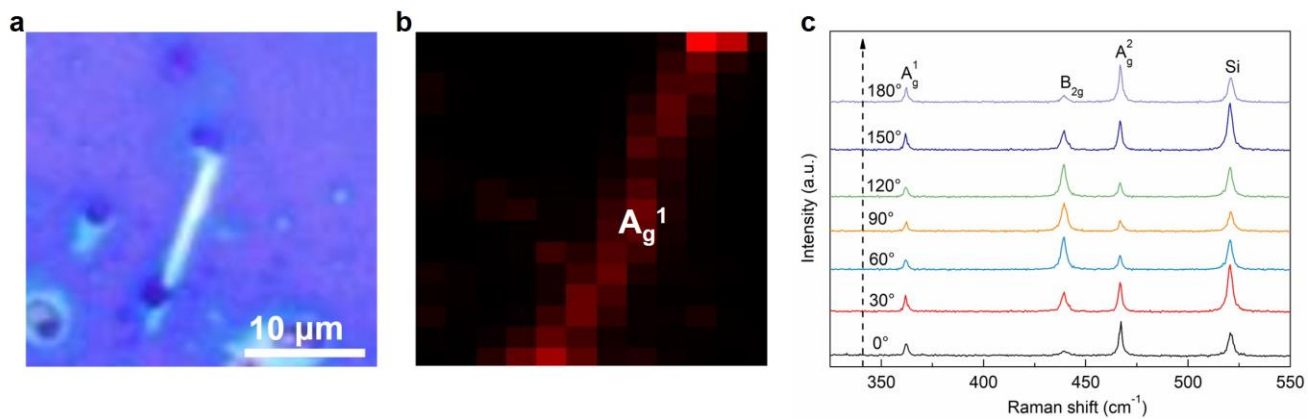 a
10 µm
b
A_g^1
c
A_g^1
B_2g
A_g^2
Si
180°
150°
120°
90°
60°
30°
0°
Intensity (a.u.)
350 400 450 500 550
Raman shift (cm⁻¹)